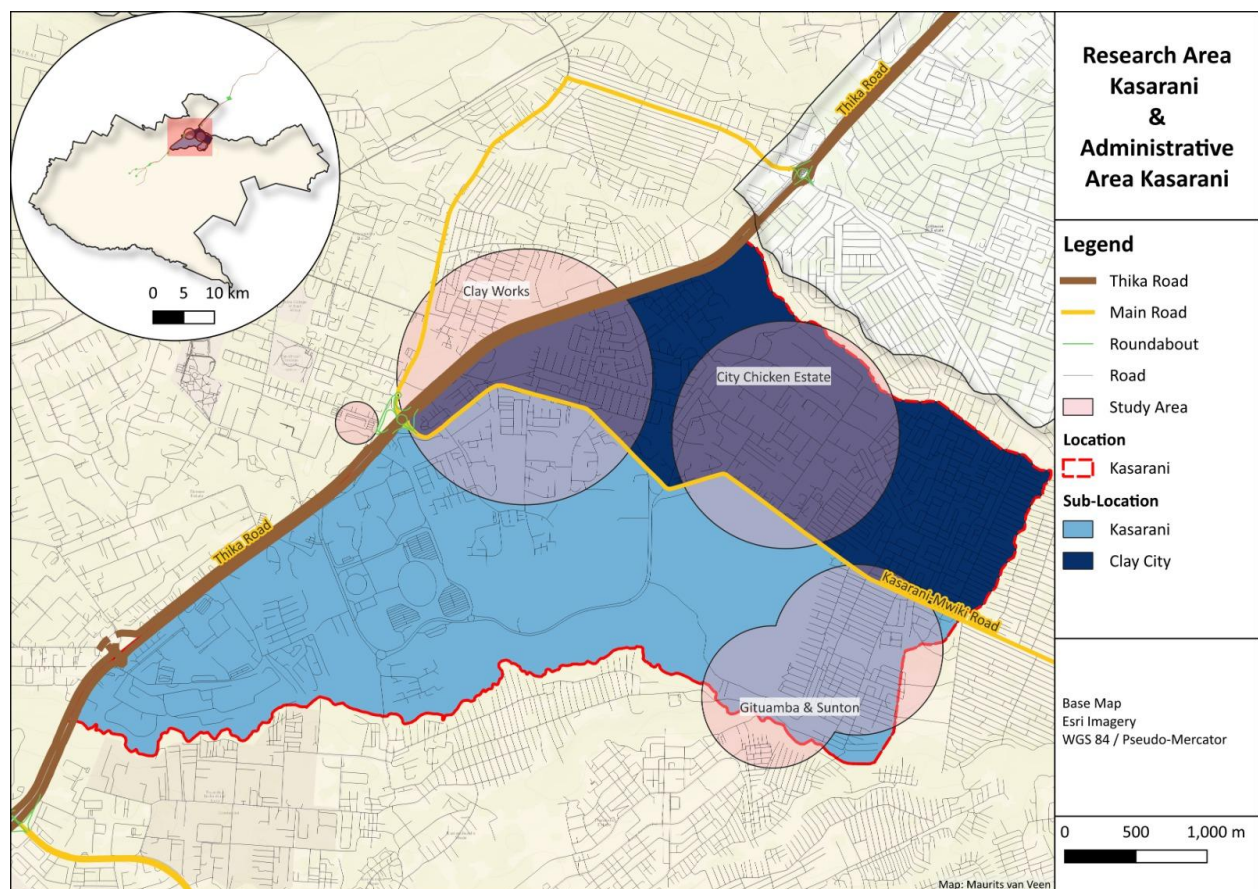 Research Area
Kasarani
&
Administrative
Area Kasarani
Legend
Thika Road
Main Road
Roundabout
Road
Study Area
Location
Kasarani
Sub-Location
Kasarani
Clay City
Base Map
Esri Imagery
WGS 84 / Pseudo-Mercator
0 500 1,000 m
0 5 10 km
Thika Road
Clay Works
City Chicken Estate
Thika Road
Kasarani-Mwiki Road
Gituamba & Sunton
Map: Maurits van Veen